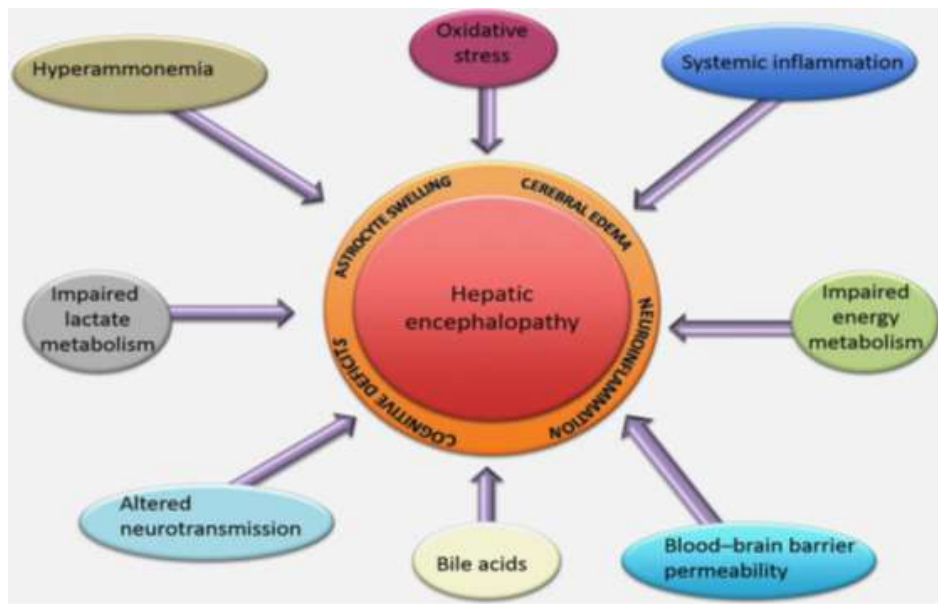 Oxidative
stress
Hyperammonemia
Systemic inflammation
ASTROCYTE SWELLING
CEREBRAL EDEMA
Impaired
lactate
metabolism
Hepatic
encephalopathy
Impaired
energy
metabolism
COGNITIVE DEFICITS
NEUROINFLAMMATION
Altered
neurotransmission
Bile acids
Blood–brain barrier
permeability